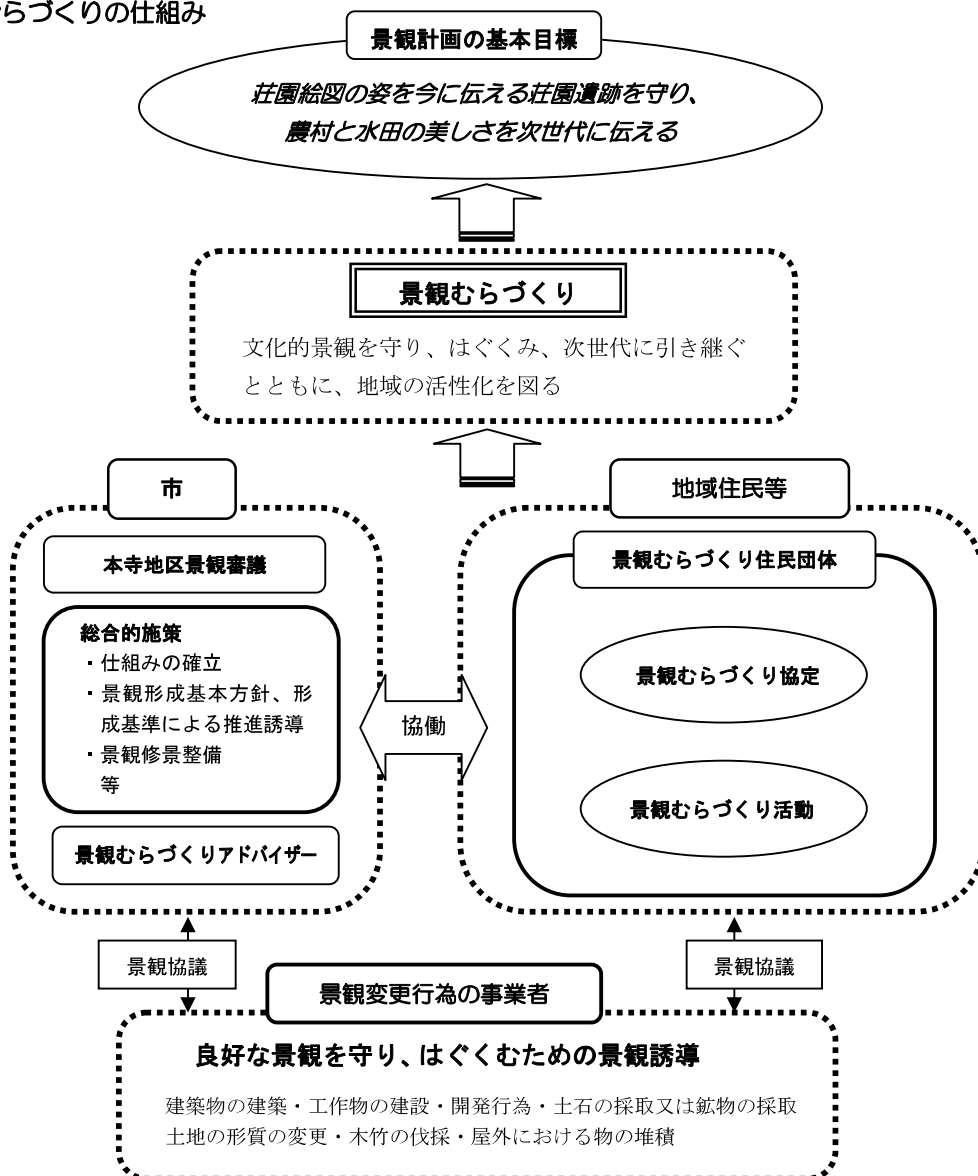 らづくりの仕組み
景観計画の基本目標
荘園絵図の姿を今に伝える荘園遺跡を守り、
農村と水田の美しさを次世代に伝える
景観むらづくり
文化的景観を守り、はぐくみ、次世代に引き継ぐ
とともに、地域の活性化を図る
市
本寺地区景観審議
総合的施策
・仕組みの確立
・景観形成基本方針、形
成基準による推進誘導
・景観修景整備
等
景観むらづくりアドバイザー
協働
地域住民等
景観むらづくり住民団体
景観むらづくり協定
景観むらづくり活動
景観協議
景観協議
景観変更行為の事業者
良好な景観を守り、はぐくむための景観誘導
建築物の建築・工作物の建設・開発行為・土石の採取又は鉱物の採取
土地の形質の変更・木竹の伐採・屋外における物の堆積